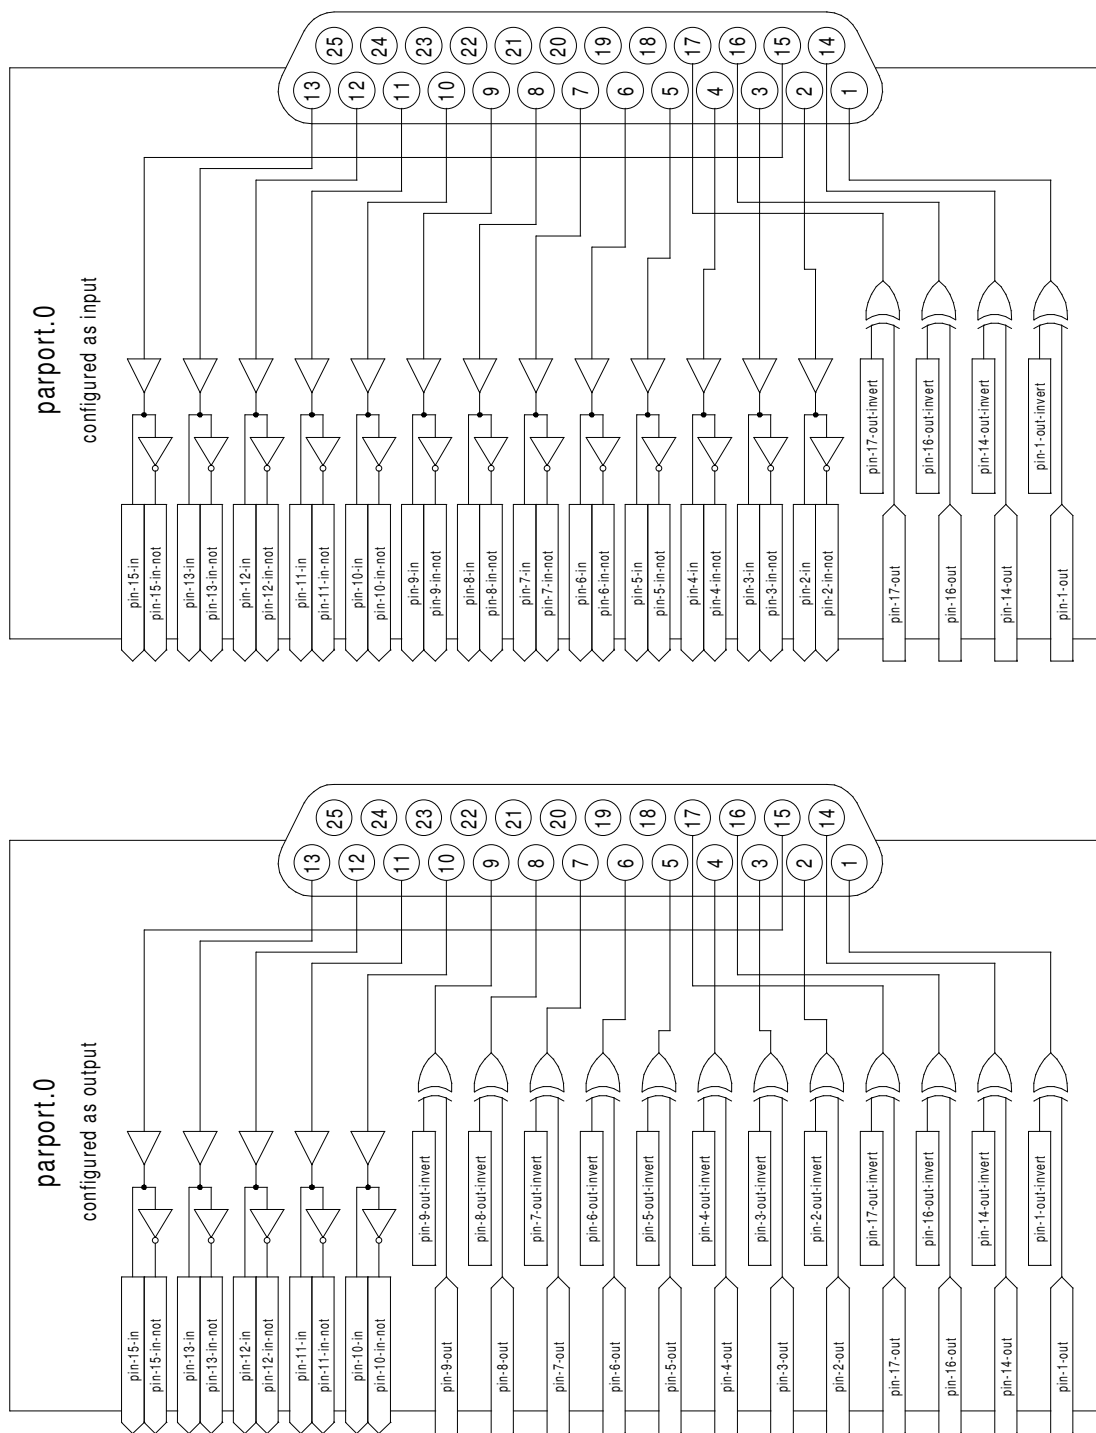 parport.0
configured as input
25 24 23 22 21 20 19 18 17 16 15 14
13 12 11 10 9 8 7 6 5 4 3 2 1
pin-17-out-invert
pin-16-out-invert
pin-14-out-invert
pin-1-out-invert
pin-15-in
pin-15-in-not
pin-13-in
pin-13-in-not
pin-12-in
pin-12-in-not
pin-11-in
pin-11-in-not
pin-10-in
pin-10-in-not
pin-9-in
pin-9-in-not
pin-8-in
pin-8-in-not
pin-7-in
pin-7-in-not
pin-6-in
pin-6-in-not
pin-5-in
pin-5-in-not
pin-4-in
pin-4-in-not
pin-3-in
pin-3-in-not
pin-2-in
pin-2-in-not
pin-17-out
pin-16-out
pin-14-out
pin-1-out
parport.0
configured as output
25 24 23 22 21 20 19 18 17 16 15 14
13 12 11 10 9 8 7 6 5 4 3 2 1
pin-9-out-invert
pin-8-out-invert
pin-7-out-invert
pin-6-out-invert
pin-5-out-invert
pin-4-out-invert
pin-3-out-invert
pin-2-out-invert
pin-17-out-invert
pin-16-out-invert
pin-14-out-invert
pin-1-out-invert
pin-15-in
pin-15-in-not
pin-13-in
pin-13-in-not
pin-12-in
pin-12-in-not
pin-11-in
pin-11-in-not
pin-10-in
pin-10-in-not
pin-9-out
pin-8-out
pin-7-out
pin-6-out
pin-5-out
pin-4-out
pin-3-out
pin-2-out
pin-17-out
pin-16-out
pin-14-out
pin-1-out